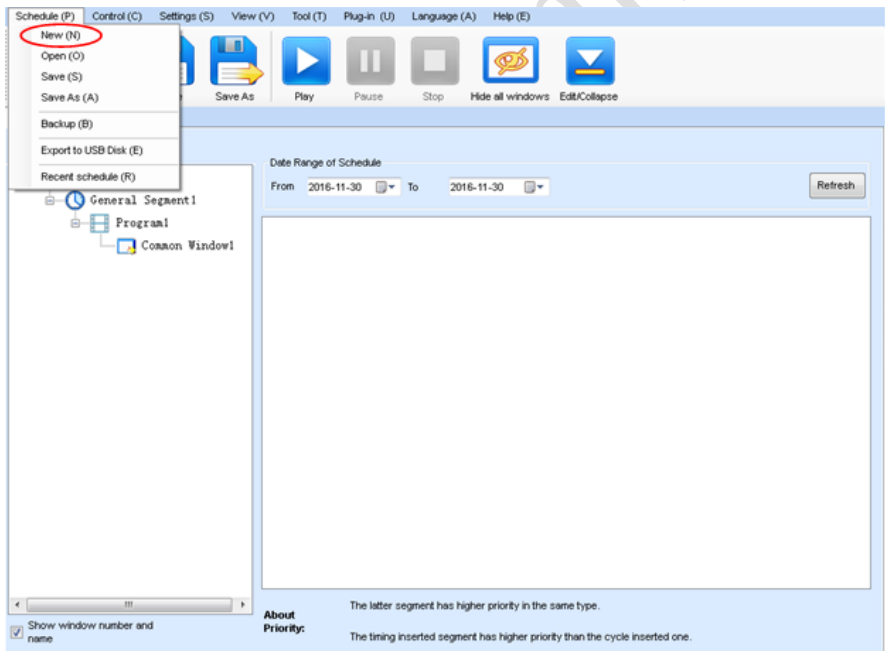 Schedule (P) Control (C) Settings (S) View (V) Tool (T) Plug-in (U) Language (A) Help (E)
New (N)
Open (O)
Save (S)
Save As (A)
Backup (B)
Export to USB Disk (E)
Recent schedule (R)
Save As Play Pause Stop Hide all windows Edit/Collapse
General Segment1
Program1
Common Window1
Date Range of Schedule
From 2016-11-30 To 2016-11-30 Refresh
Show window number and
name
About
Priority:
The latter segment has higher priority in the same type.
The timing inserted segment has higher priority than the cycle inserted one.